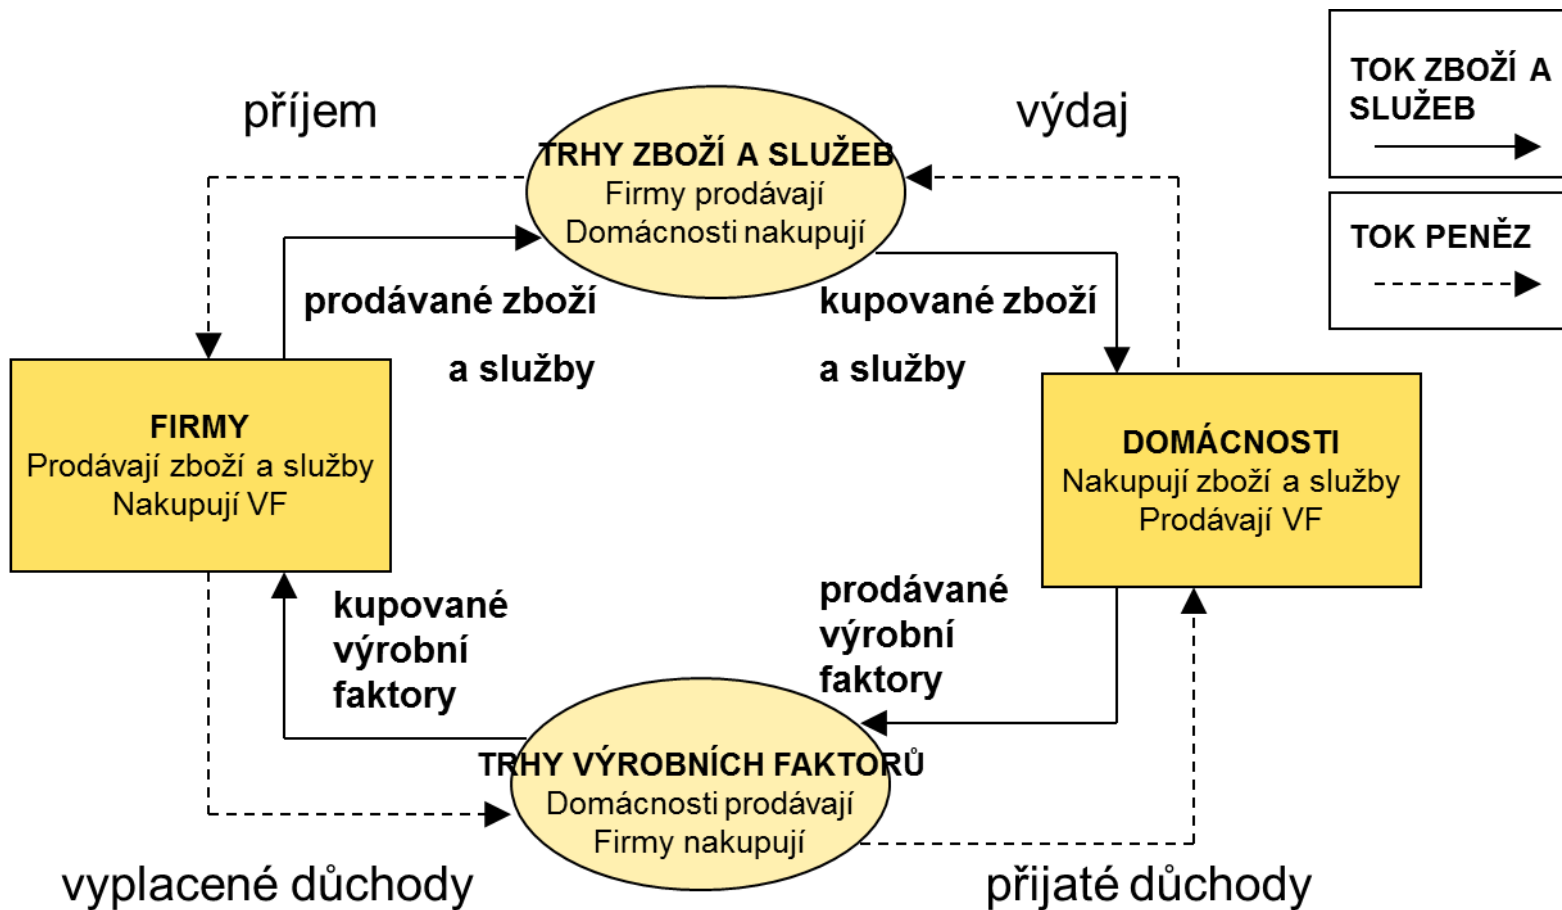 příjem
výdaj
TOK ZBOŽÍ A
SLUŽEB
TRHY ZBOŽÍ A SLUŽEB
Firmy prodávají
Domácnosti nakupují
TOK PENĚZ
prodávané zboží
a služby
kupované zboží
a služby
FIRMY
Prodávají zboží a služby
Nakupují VF
DOMÁCNOSTI
Nakupují zboží a služby
Prodávají VF
kupované
výrobní
faktory
prodávané
výrobní
faktory
TRHY VÝROBNÍCH FAKTORŮ
Domácnosti prodávají
Firmy nakupují
vyplacené důchody
přijaté důchody